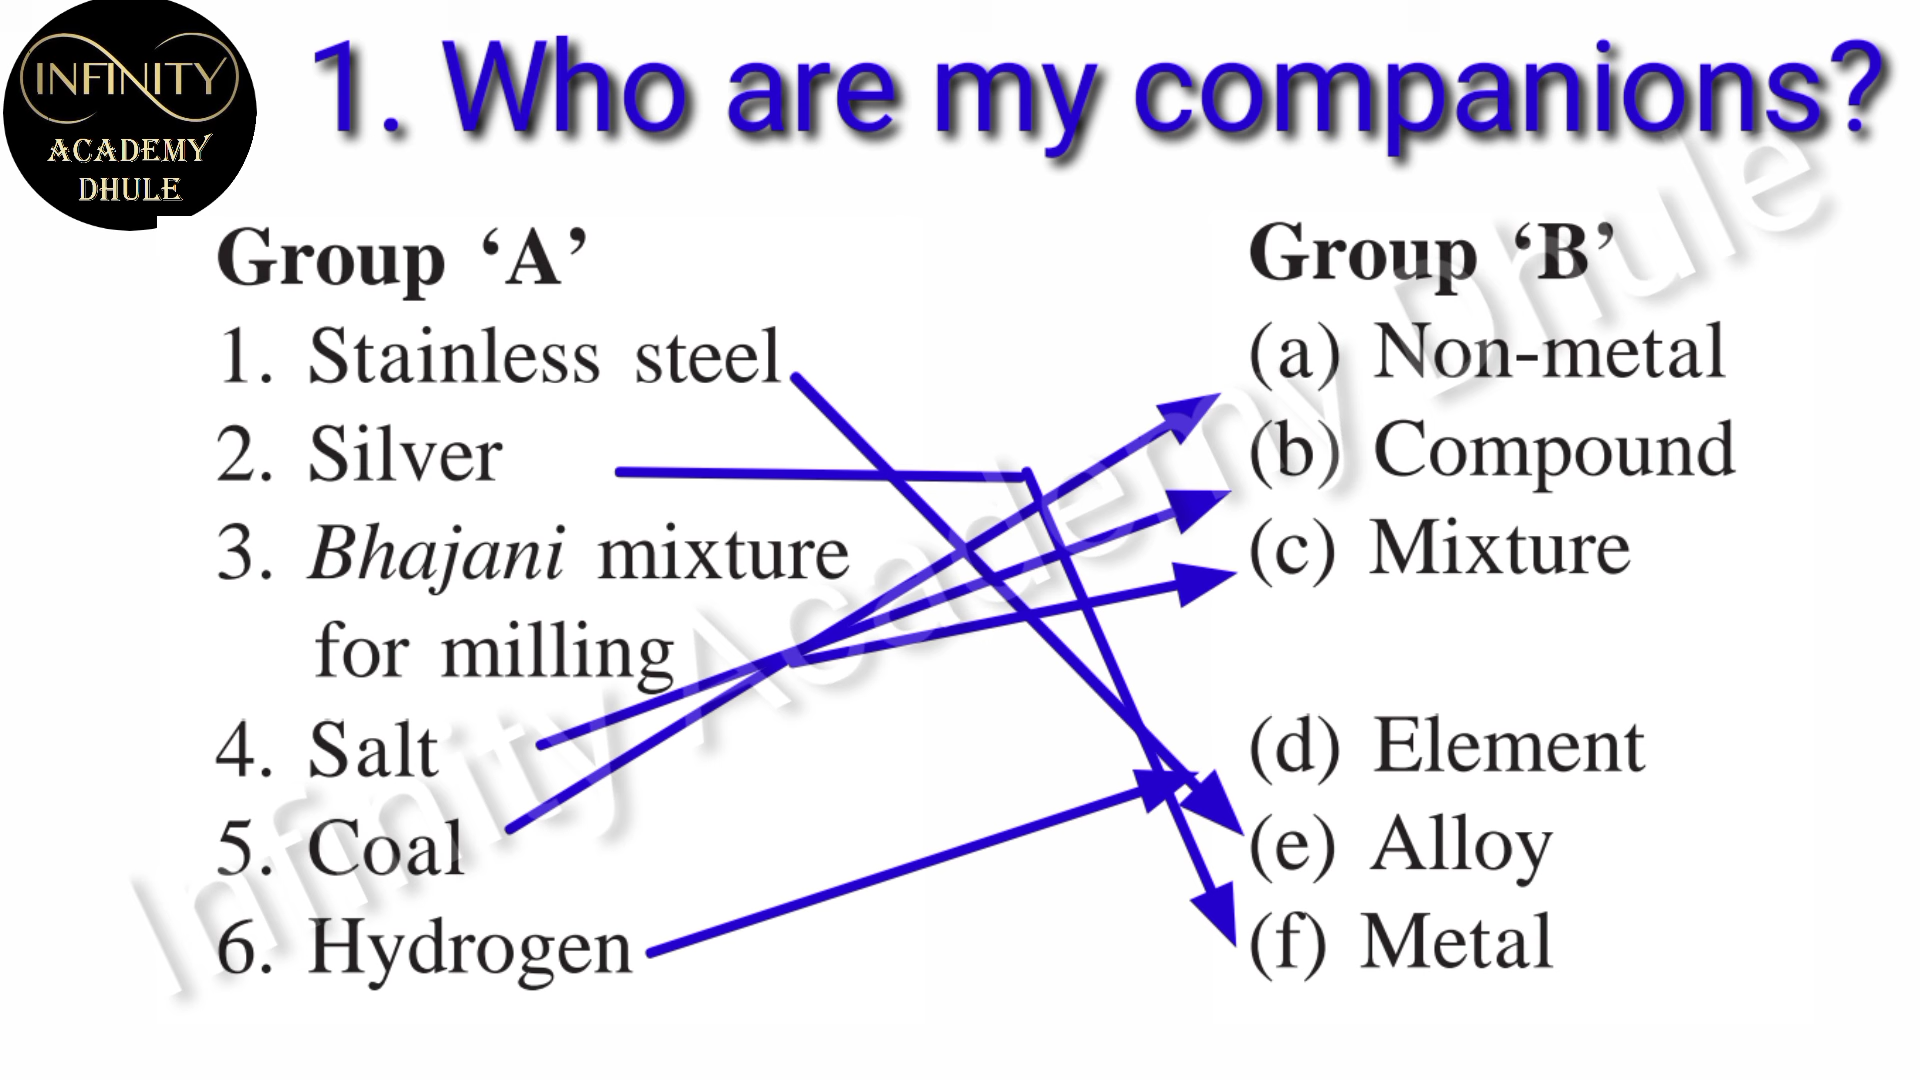 INFINITY
ACADEMY
DHULE
1. Who are my companions?
Group ‘A’
1. Stainless steel
2. Silver
3. Bhajani mixture
for milling
4. Salt
5. Coal
6. Hydrogen
Group ‘B’
(a) Non-metal
(b) Compound
(c) Mixture
(d) Element
(e) Alloy
(f) Metal
Infinity Academy Dhule